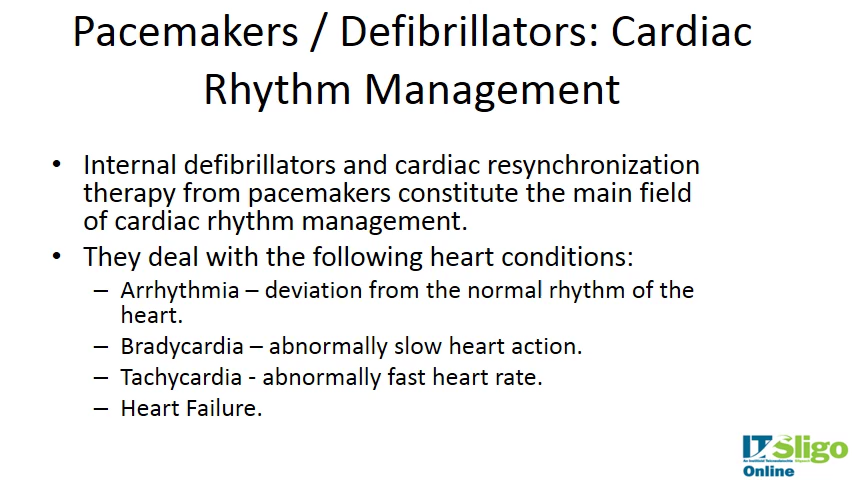 Pacemakers / Defibrillators: Cardiac
Rhythm Management
• Internal defibrillators and cardiac resynchronization
therapy from pacemakers constitute the main field
of cardiac rhythm management.
• They deal with the following heart conditions:
– Arrhythmia – deviation from the normal rhythm of the
heart.
– Bradycardia – abnormally slow heart action.
– Tachycardia - abnormally fast heart rate.
– Heart Failure.
ITSligo
Online